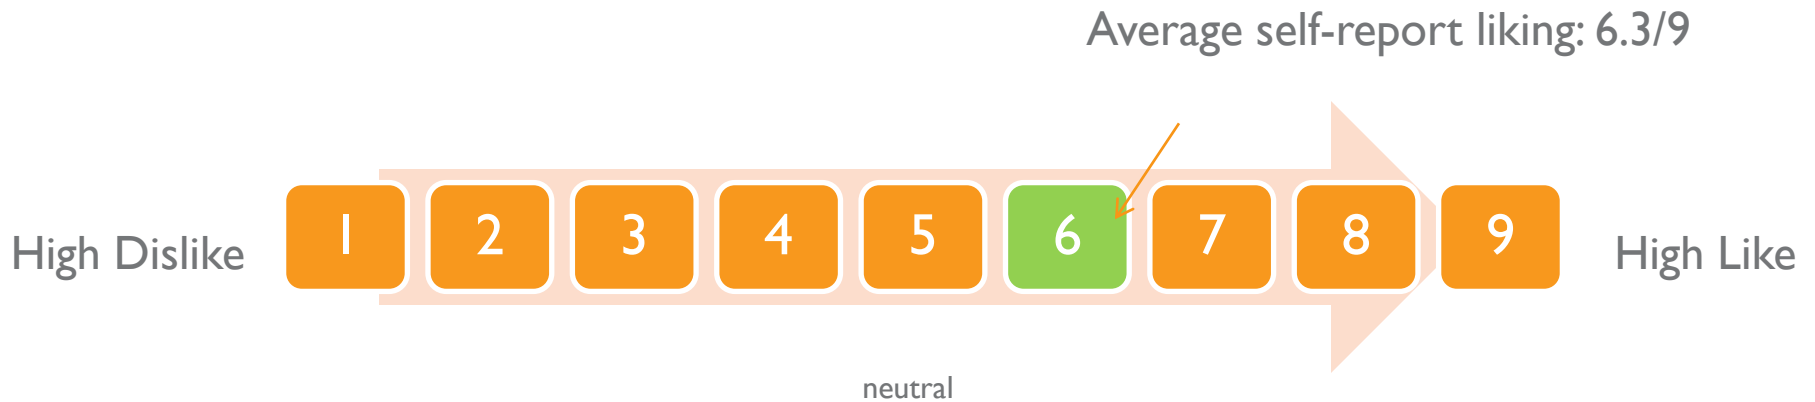 Average self-report liking: 6.3/9
High Dislike 1 2 3 4 5 6 7 8 9 High Like
neutral